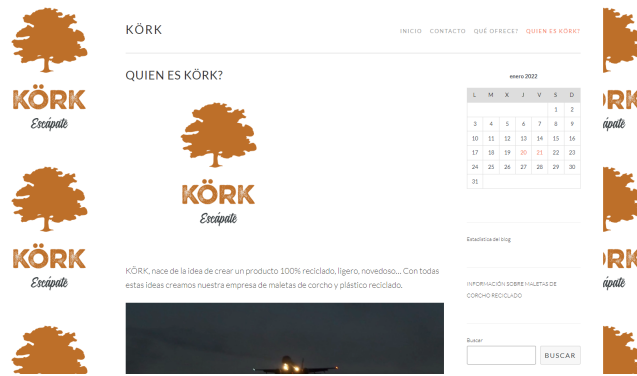 KÖRK
INICIO CONTACTO QUÉ OFRECE? QUIEN ES KÖRK?
QUIEN ES KÖRK?
KÖRK
Escápate
KÖRK, nace de la idea de crear un producto 100% reciclado, ligero, novedoso... Con todas
estas ideas creamos nuestra empresa de maletas de corcho y plástico reciclado.
enero 2022
L M X J V S D
1 2
3 4 5 6 7 8 9
10 11 12 13 14 15 16
17 18 19 20 21 22 23
24 25 26 27 28 29 30
31
Estadística del blog
INFORMACIÓN SOBRE MALETAS DE
CORCHO RECICLADO
Buscar
BUSCAR
KÖRK
Escápate
KÖRK
Escápate
RK
ápate
RK
ápate